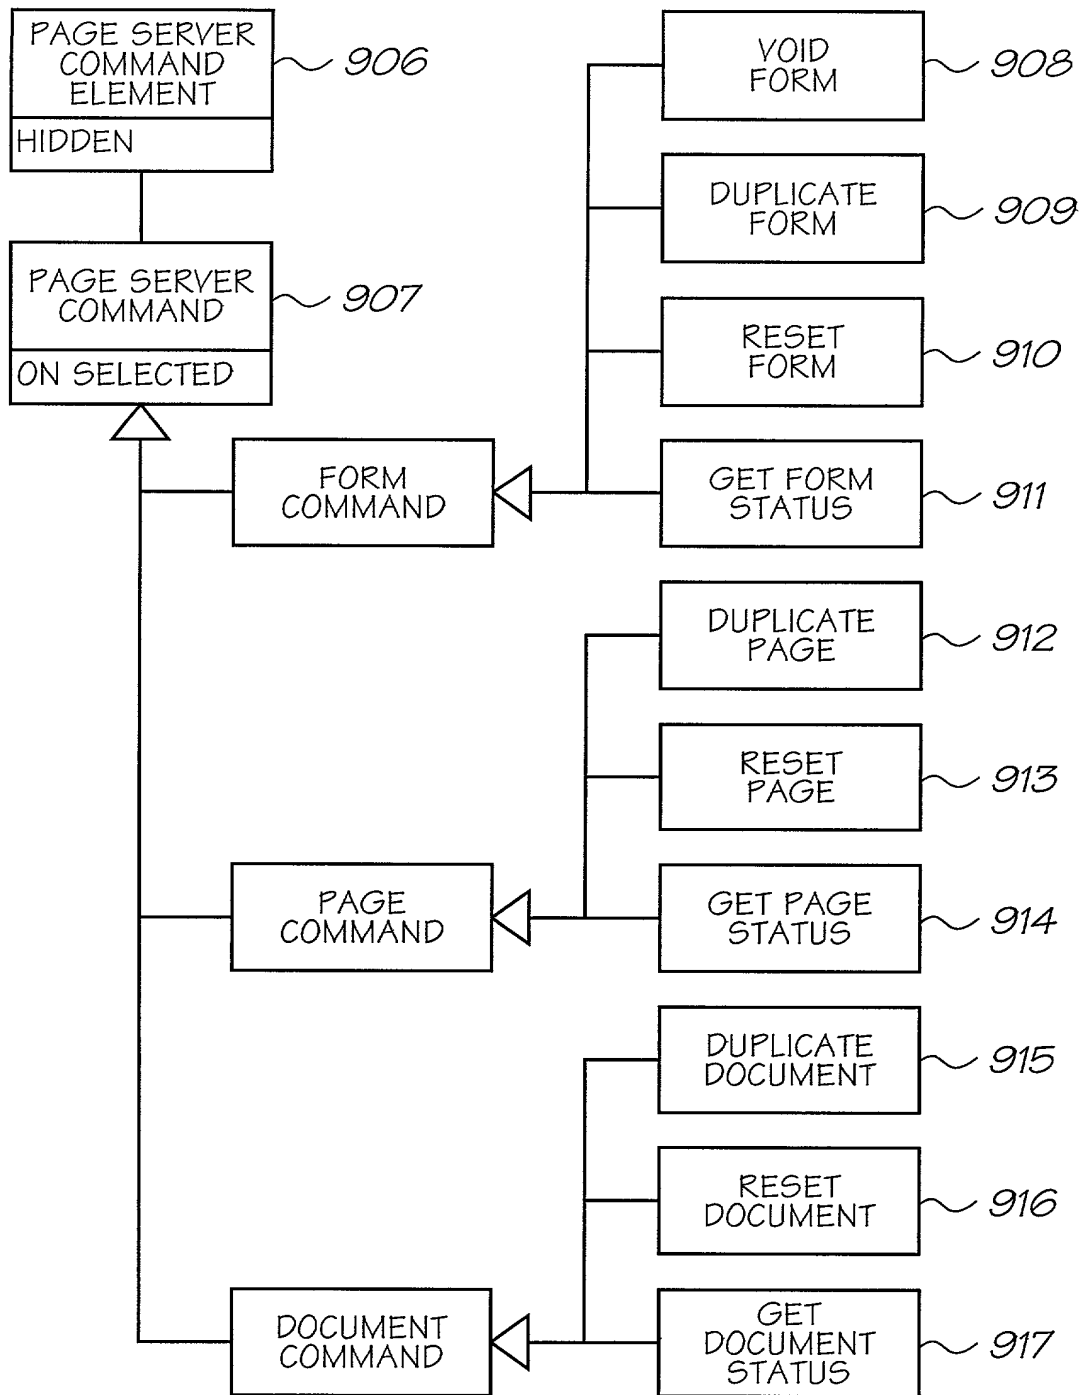 PAGE SERVER
COMMAND
ELEMENT
HIDDEN
906
PAGE SERVER
COMMAND
ON SELECTED
907
FORM
COMMAND
VOID
FORM
908
DUPLICATE
FORM
909
RESET
FORM
910
GET FORM
STATUS
911
PAGE
COMMAND
DUPLICATE
PAGE
912
RESET
PAGE
913
GET PAGE
STATUS
914
DOCUMENT
COMMAND
DUPLICATE
DOCUMENT
915
RESET
DOCUMENT
916
GET
DOCUMENT
STATUS
917